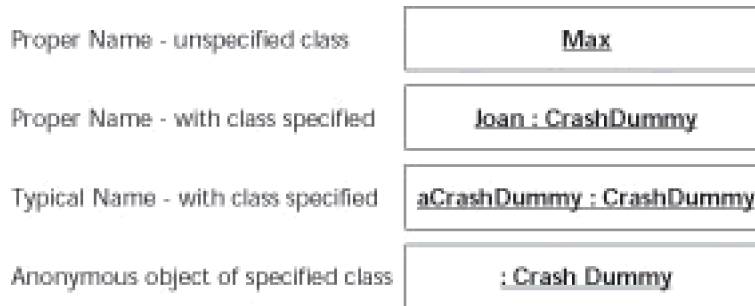 Proper Name - unspecified class
Max
Proper Name - with class specified
Joan : CrashDummy
Typical Name - with class specified
aCrashDummy : CrashDummy
Anonymous object of specified class
: Crash Dummy